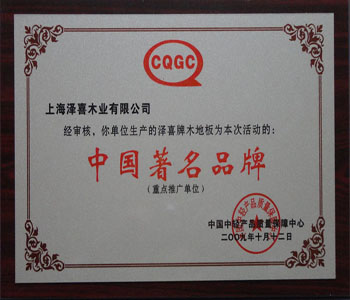 CQGC
上海泽喜木业有限公司
经审核、你单位生产的泽喜牌木地板为本次活动的:
中国著名品牌
(重点推广单位)
中国中轻产品质量保障中心
二〇〇九年十月十二日